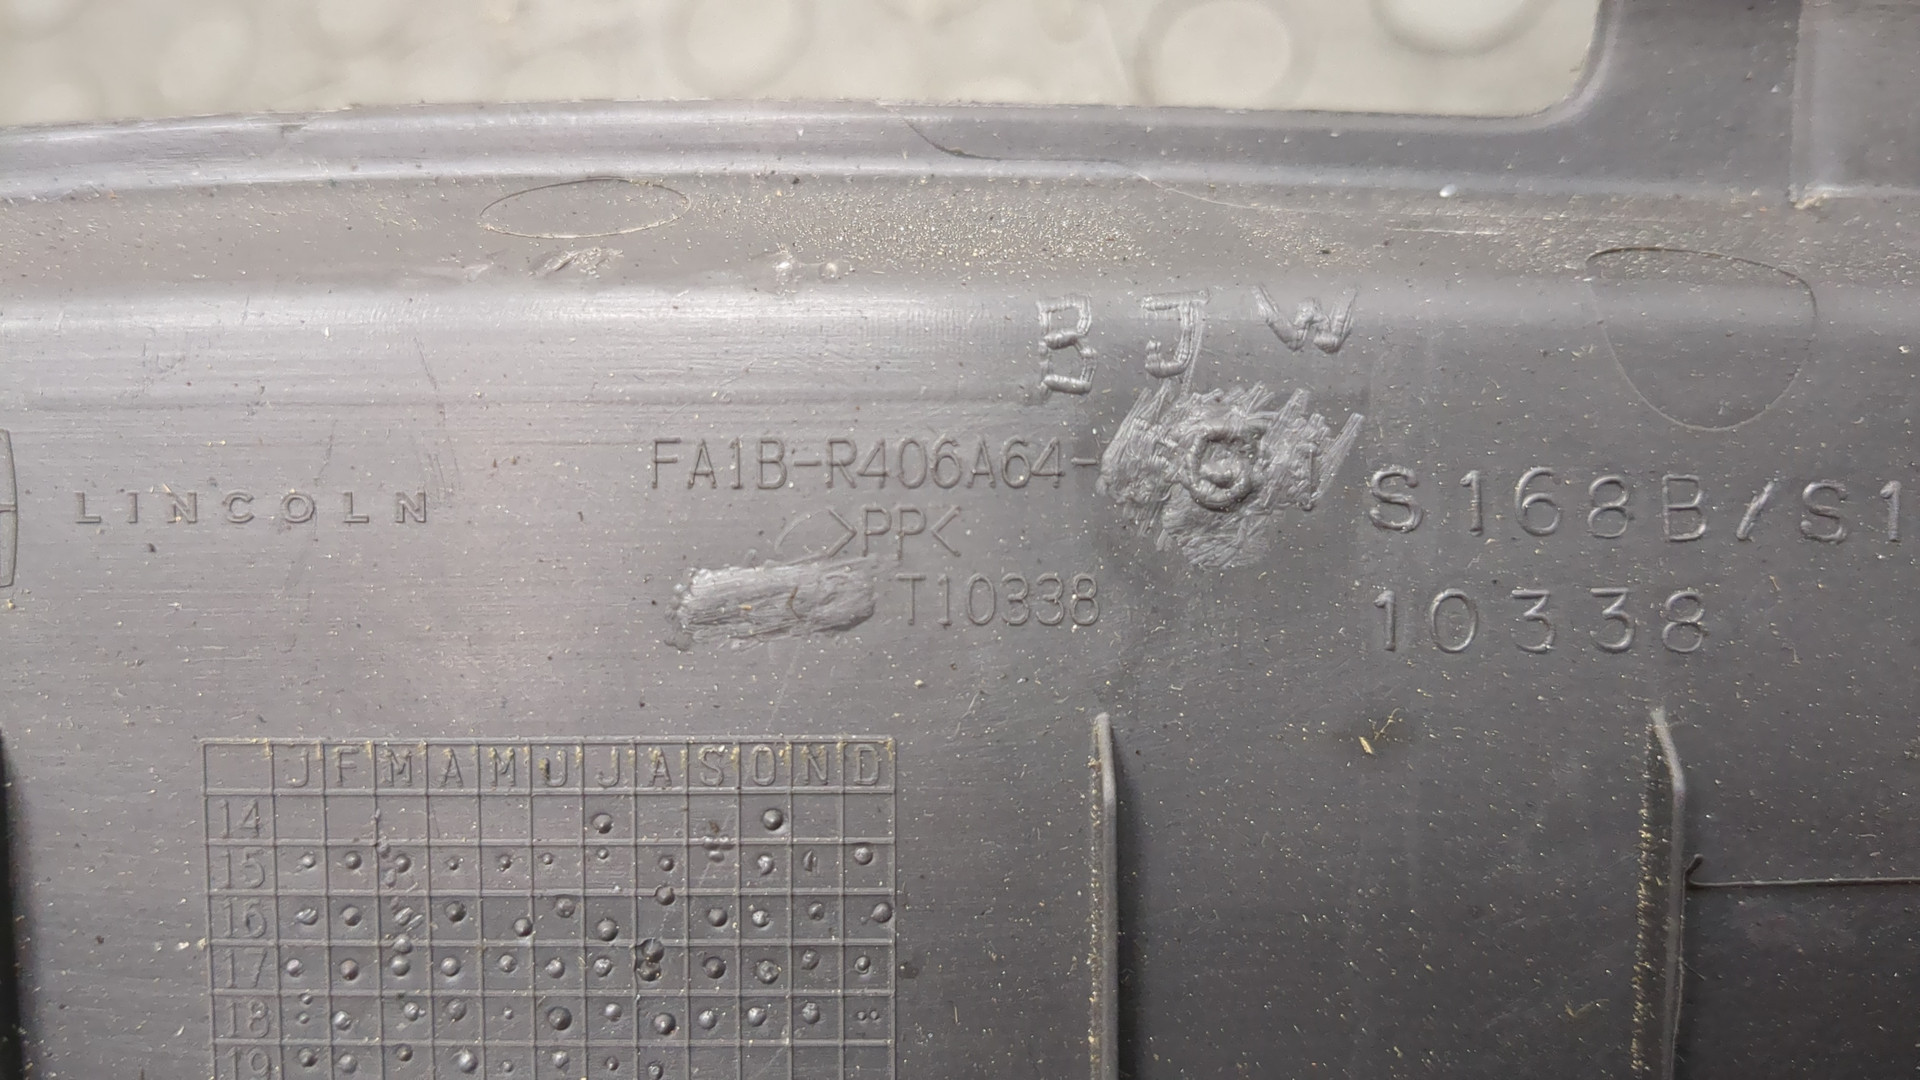 BJW
LINCOLN
FA1B-R406A64-
G
S168B/S1
>PP<
T10338
10338
J F M A M J J A S O N D
14
15
16
17
18
19